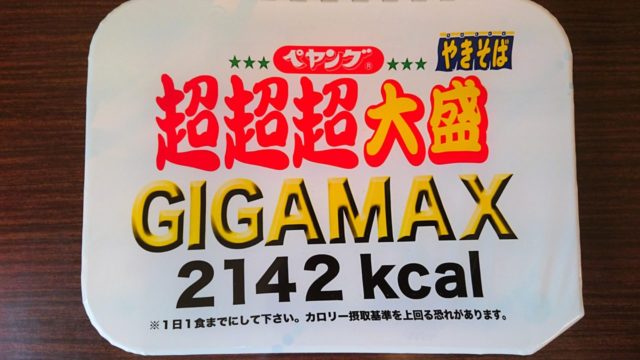 ★★★ ペヤング® ★★★ やきそば
超超超大盛
GIGAMAX
2142 kcal
※1日1食までにして下さい。カロリー摂取基準を上回る恐れがあります。